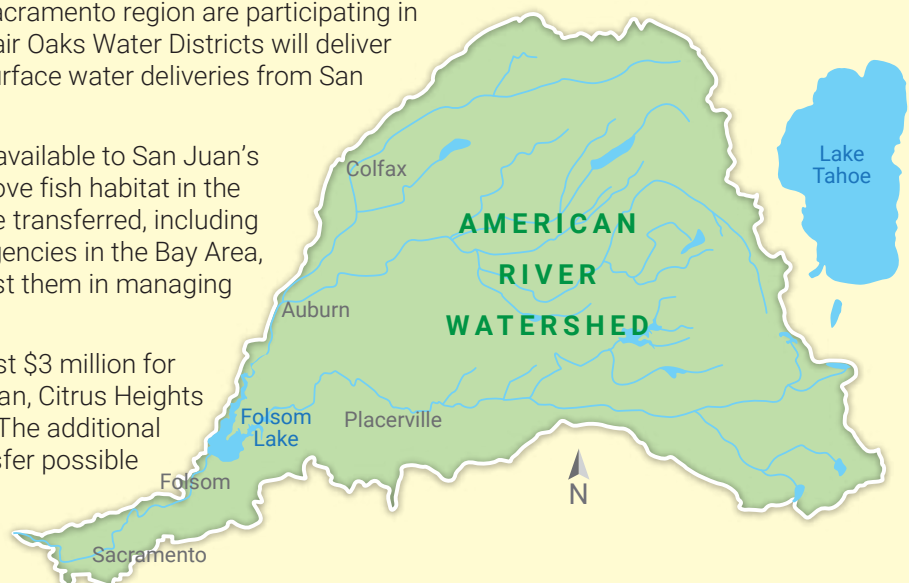 acramento region are participating in
air Oaks Water Districts will deliver
urface water deliveries from San
available to San Juan’s
ove fish habitat in the
e transferred, including
gencies in the Bay Area,
st them in managing
st $3 million for
an, Citrus Heights
The additional
sfer possible
Colfax
AMERICAN
RIVER
WATERSHED
Auburn
Folsom
Lake
Placerville
Folsom
Sacramento
N
Lake
Tahoe